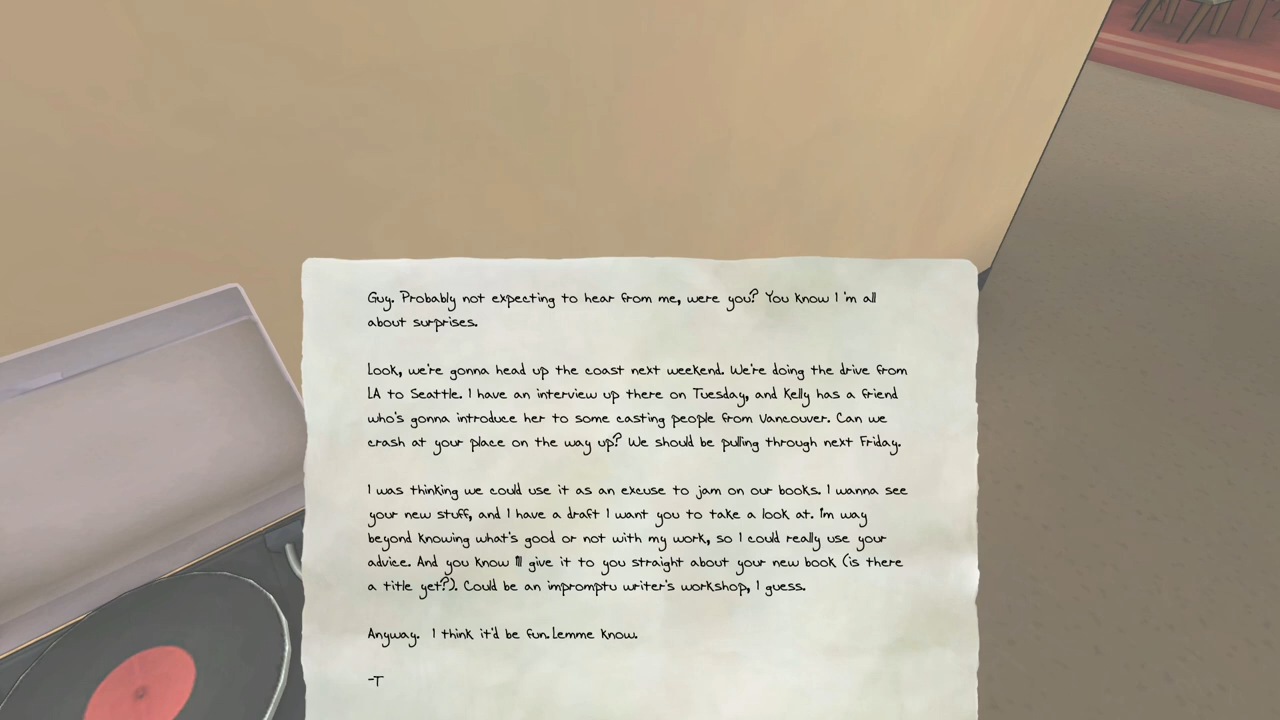 Guy. Probably not expecting to hear from me, were you? You know I'm all
about surprises.
Look, we're gonna head up the coast next weekend. We're doing the drive from
LA to Seattle. I have an interview up there on Tuesday, and Kelly has a friend
who's gonna introduce her to some casting people from Vancouver. Can we
crash at your place on the way up? We should be pulling through next Friday.
I was thinking we could use it as an excuse to jam on our books. I wanna see
your new stuff, and I have a draft I want you to take a look at. I'm way
beyond knowing what's good or not with my work, so I could really use your
advice. And you know I'll give it to you straight about your new book (is there
a title yet?). Could be an impromptu writer's workshop, I guess.
Anyway.  I think it'd be fun. Lemme know.
-T